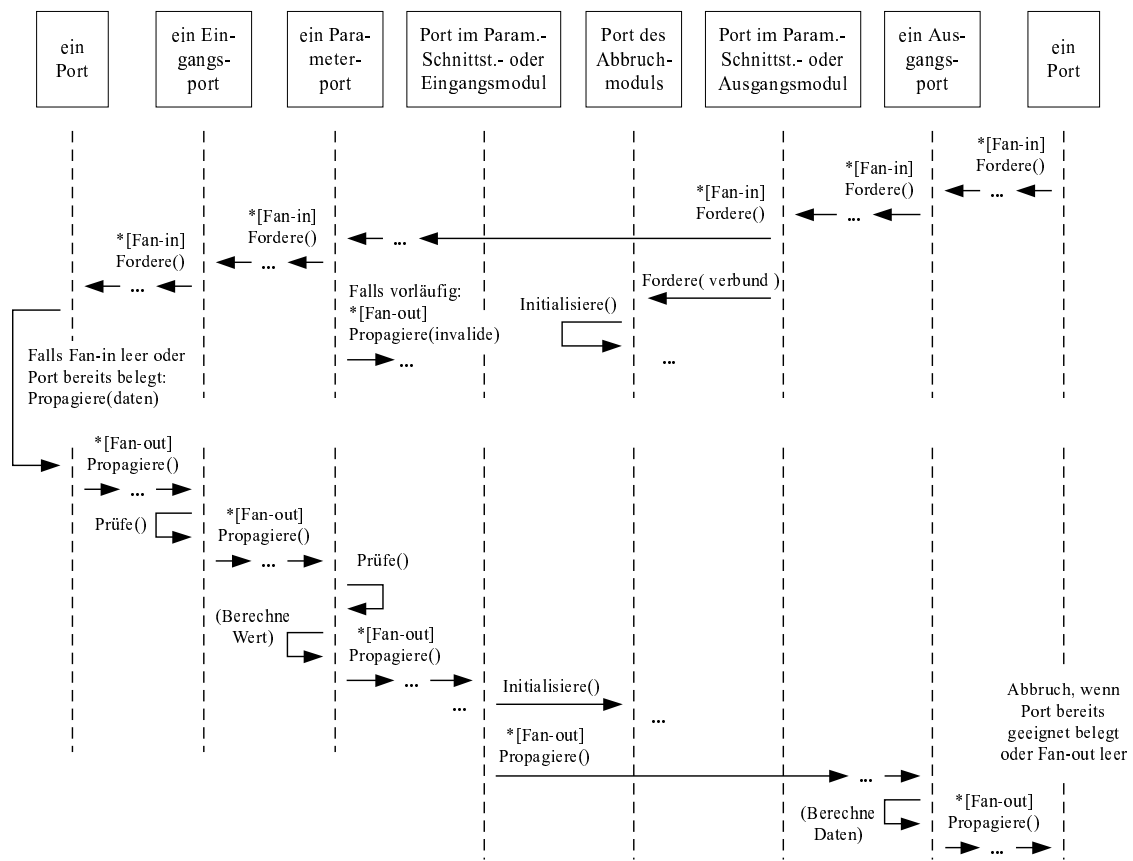 ein
Port
ein Ein-
gangs-
port
ein Para-
meter-
port
Port im Param.-
Schnittst.- oder
Eingangsmodul
Port des
Abbruch-
moduls
Port im Param.-
Schnittst.- oder
Ausgangsmodul
ein Aus-
gangs-
port
ein
Port
*[Fan-in]
Fordere()
...
*[Fan-in]
Fordere()
...
*[Fan-in]
Fordere()
...
*[Fan-in]
Fordere()
...
*[Fan-in]
Fordere()
...
Fordere( verbund )
Initialisiere()
...
Falls vorläufig:
*[Fan-out]
Propagiere(invalide)
...
Falls Fan-in leer oder
Port bereits belegt:
Propagiere(daten)
*[Fan-out]
Propagiere()
...
Prüfe()
*[Fan-out]
Propagiere()
...
Prüfe()
(Berechne
Wert)
*[Fan-out]
Propagiere()
...
...
Initialisiere()
...
*[Fan-out]
Propagiere()
...
Abbruch, wenn
Port bereits
geeignet belegt
oder Fan-out leer
(Berechne
Daten)
*[Fan-out]
Propagiere()
...